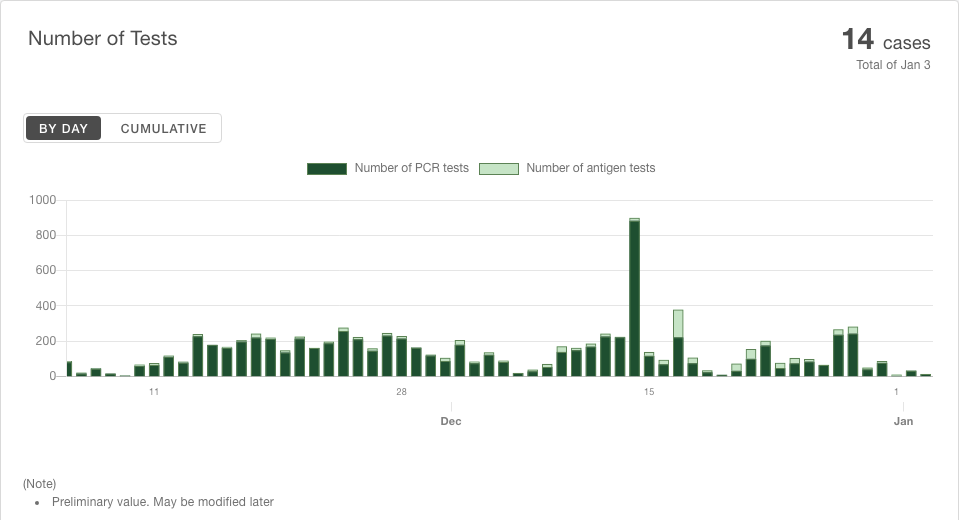 Number of Tests
14 cases
Total of Jan 3
BY DAY
CUMULATIVE
Number of PCR tests
Number of antigen tests
1000
800
600
400
200
0
11
28
15
1
Dec
Jan
(Note)
• Preliminary value. May be modified later